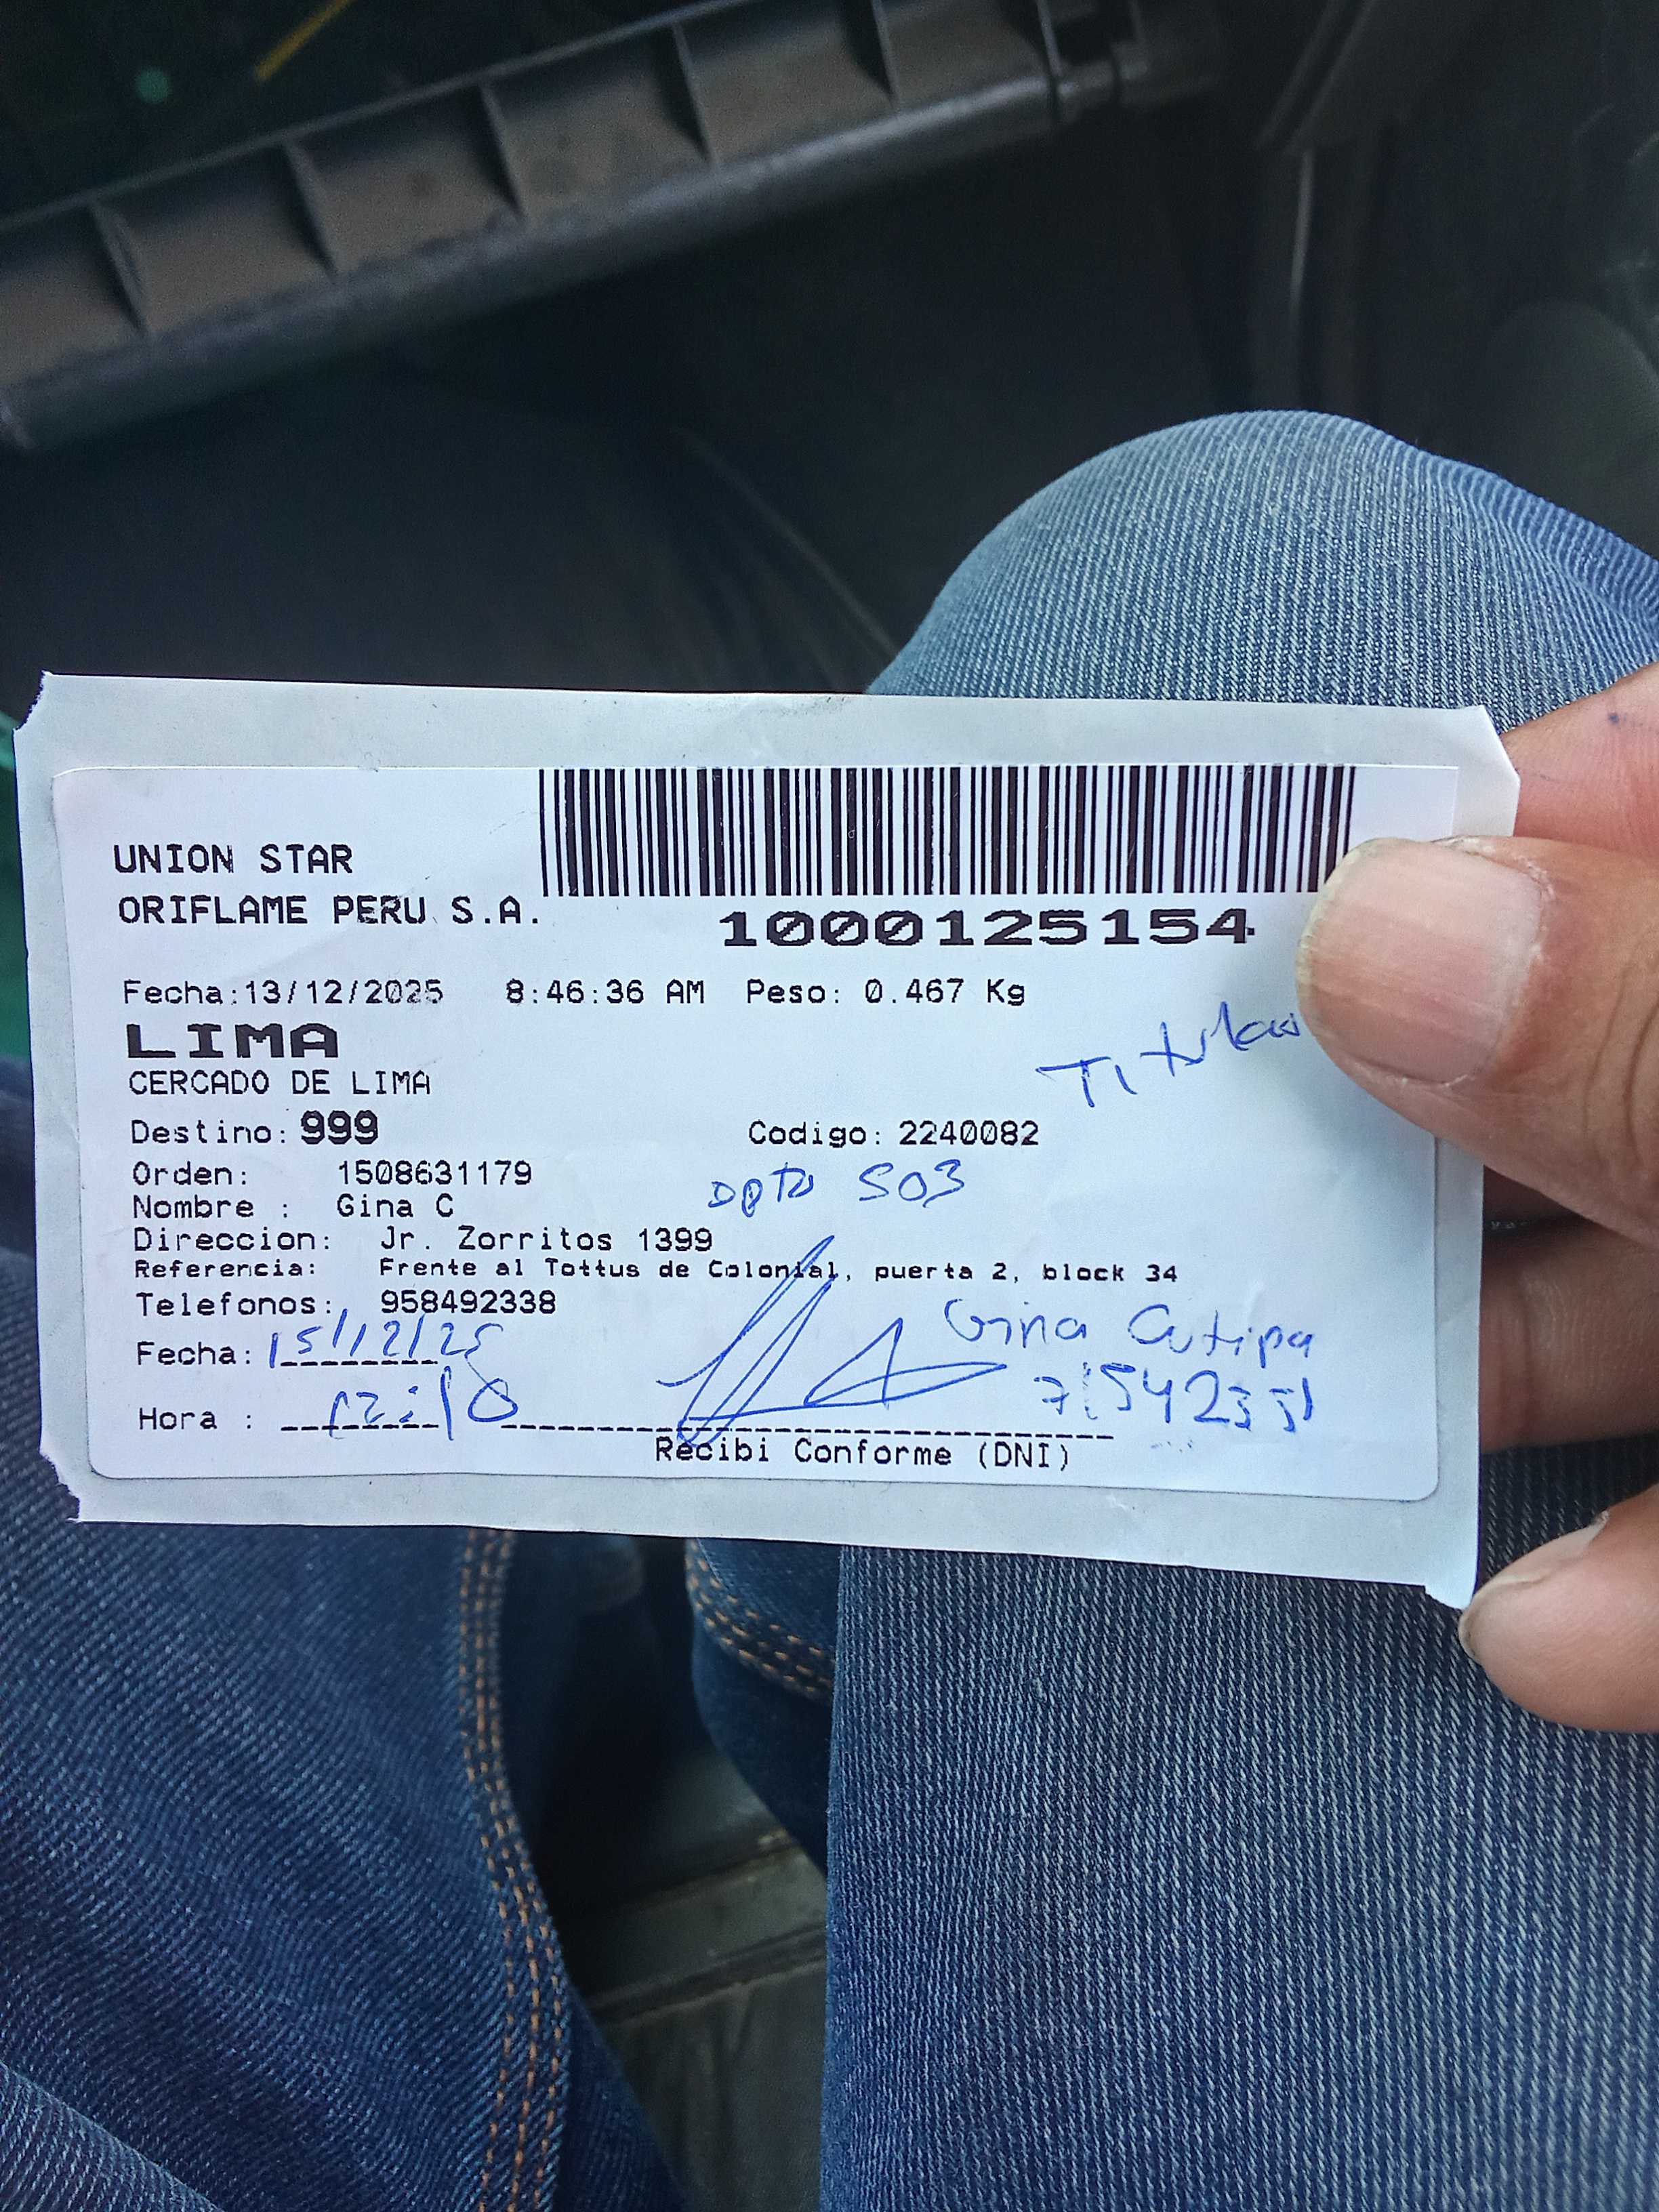 UNION STAR
ORIFLAME PERU S.A.
1000125154
Fecha:13/12/2025 8:46:36 AM Peso: 0.467 Kg
LIMA
Titular
CERCADO DE LIMA
Destino: 999 Codigo: 2240082
Orden: 1508631179
Dpto 503
Nombre : Gina C
Direccion: Jr. Zorritos 1399
Referencia: Frente al Tottus de Colonial, puerta 2, block 34
Telefonos: 958492338
Gina Cutipa
Fecha: 15/12/25
Hora : 12:10
Recibi Conforme (DNI)